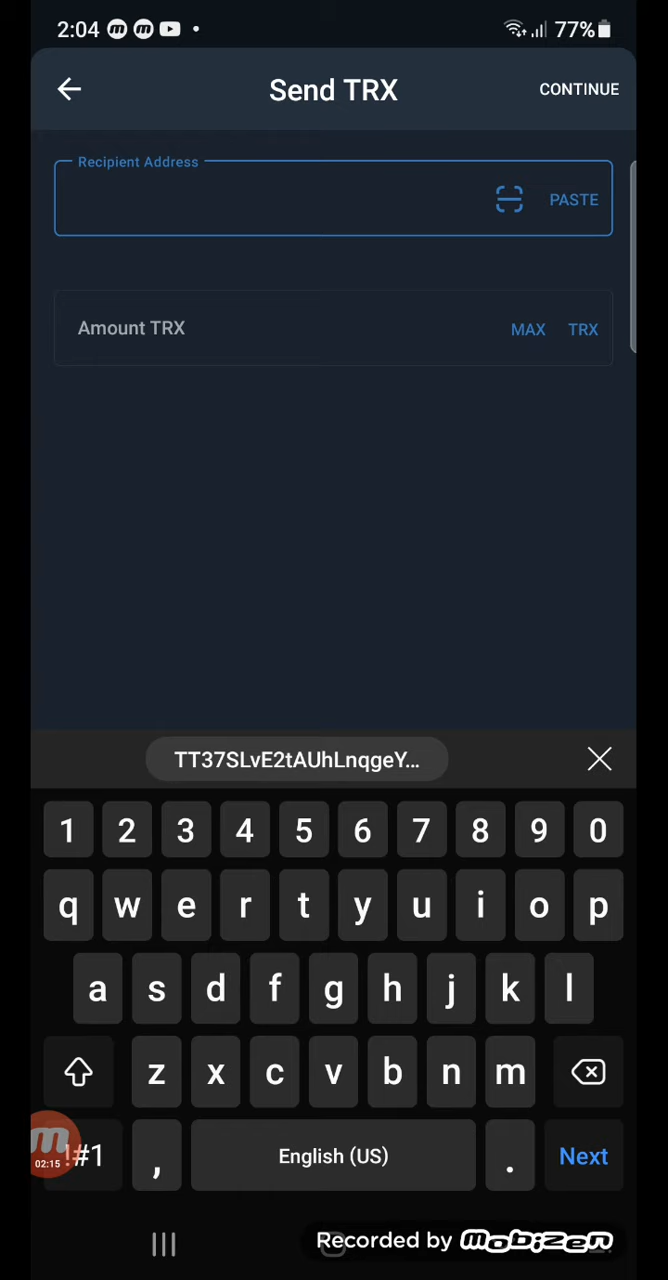 2:04 77%
Send TRX CONTINUE
Recipient Address
PASTE
Amount TRX MAX TRX
TT37SLvE2tAUhLnqgeY...
1 2 3 4 5 6 7 8 9 0
q w e r t y u i o p
a s d f g h j k l
z x c v b n m
!#1 , English (US) . Next
02:15
Recorded by mobizen